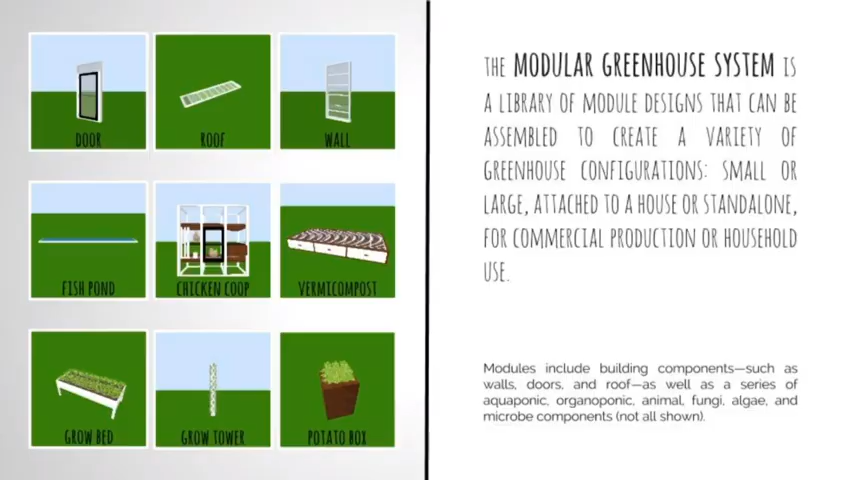 DOOR
ROOF
WALL
FISH POND
CHICKEN COOP
VERMICOMPOST
GROW BED
GROW TOWER
POTATO BOX
THE MODULAR GREENHOUSE SYSTEM IS
A LIBRARY OF MODULE DESIGNS THAT CAN BE
ASSEMBLED TO CREATE A VARIETY OF
GREENHOUSE CONFIGURATIONS: SMALL OR
LARGE, ATTACHED TO A HOUSE OR STANDALONE,
FOR COMMERCIAL PRODUCTION OR HOUSEHOLD
USE.
Modules include building components—such as
walls, doors, and roof—as well as a series of
aquaponic, organoponic, animal, fungi, algae, and
microbe components (not all shown).